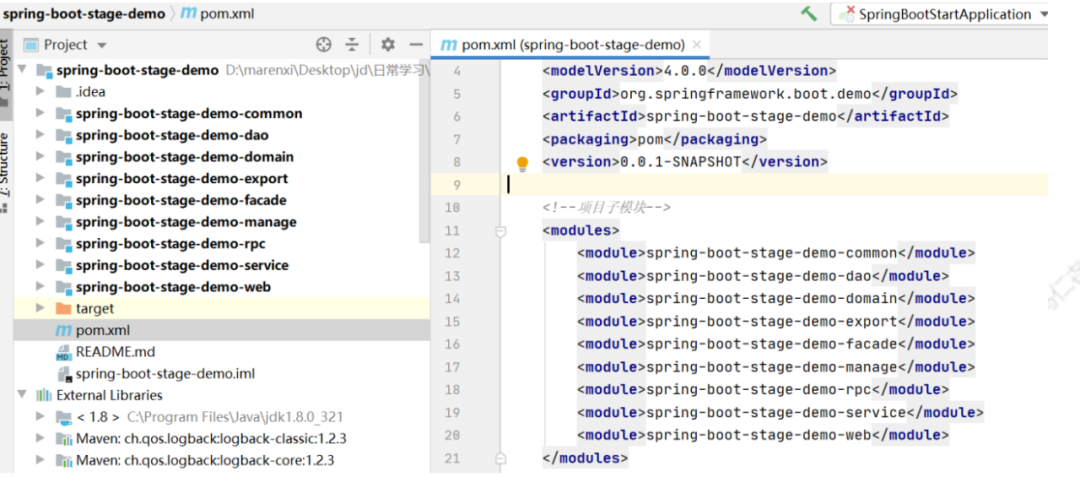 spring-boot-stage-demo pom.xml
SpringBootStartApplication
1: Project
Z: Structure
Project
spring-boot-stage-demo D:\marenxi\Desktop\jd\日常学习\
.idea
spring-boot-stage-demo-common
spring-boot-stage-demo-dao
spring-boot-stage-demo-domain
spring-boot-stage-demo-export
spring-boot-stage-demo-facade
spring-boot-stage-demo-manage
spring-boot-stage-demo-rpc
spring-boot-stage-demo-service
spring-boot-stage-demo-web
target
pom.xml
README.md
spring-boot-stage-demo.iml
External Libraries
< 1.8 > C:\Program Files\Java\jdk1.8.0_321
Maven: ch.qos.logback:logback-classic:1.2.3
Maven: ch.qos.logback:logback-core:1.2.3
pom.xml (spring-boot-stage-demo)
4 <modelVersion>4.0.0</modelVersion>
5 <groupId>org.springframework.boot.demo</groupId>
6 <artifactId>spring-boot-stage-demo</artifactId>
7 <packaging>pom</packaging>
8 <version>0.0.1-SNAPSHOT</version>
9
10 <!--项目子模块-->
11 <modules>
12 <module>spring-boot-stage-demo-common</module>
13 <module>spring-boot-stage-demo-dao</module>
14 <module>spring-boot-stage-demo-domain</module>
15 <module>spring-boot-stage-demo-export</module>
16 <module>spring-boot-stage-demo-facade</module>
17 <module>spring-boot-stage-demo-manage</module>
18 <module>spring-boot-stage-demo-rpc</module>
19 <module>spring-boot-stage-demo-service</module>
20 <module>spring-boot-stage-demo-web</module>
21 </modules>